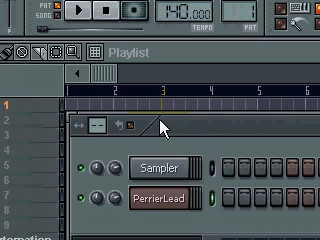 PAT
SONG
140.000
TEMPO
1
PAT
Playlist
1 2 3 4 5 6
1
2
3
4
5
6
7
8
9
Sampler
PerrierLead